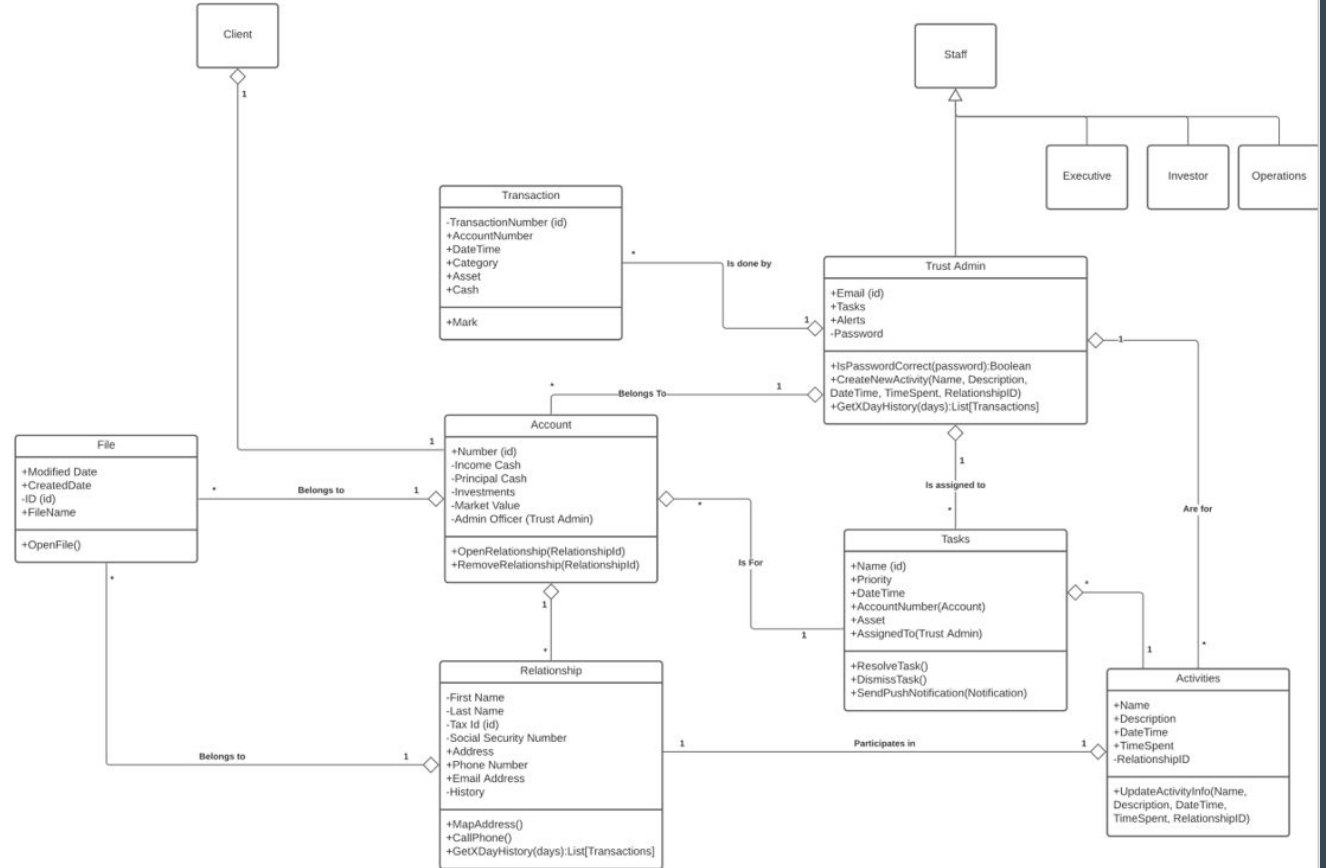 Client
1
Staff
Executive
Investor
Operations
Transaction
-TransactionNumber (id)
+AccountNumber
+DateTime
+Category
+Asset
+Cash
+Mark
*
Is done by
1
Trust Admin
+Email (id)
+Tasks
+Alerts
-Password
+IsPasswordCorrect(password):Boolean
+CreateNewActivity(Name, Description,
DateTime, TimeSpent, RelationshipID)
+GetXDayHistory(days):List[Transactions]
1
*
Belongs To
1
1
Account
+Number (id)
-Income Cash
-Principal Cash
-Investments
-Market Value
-Admin Officer (Trust Admin)
+OpenRelationship(RelationshipId)
+RemoveRelationship(RelationshipId)
File
+Modified Date
+CreatedDate
-ID (id)
+FileName
+OpenFile()
*
Belongs to
1
*
Is For
1
1
Is assigned to
*
Are for
*
Tasks
+Name (id)
+Priority
+DateTime
+AccountNumber(Account)
+Asset
+AssignedTo(Trust Admin)
+ResolveTask()
+DismissTask()
+SendPushNotification(Notification)
*
1
1
*
Relationship
-First Name
-Last Name
-Tax Id (id)
-Social Security Number
+Address
+Phone Number
+Email Address
-History
+MapAddress()
+CallPhone()
+GetXDayHistory(days):List[Transactions]
*
Belongs to
1
1
Participates in
1
Activities
+Name
+Description
+DateTime
+TimeSpent
-RelationshipID
+UpdateActivityInfo(Name,
Description, DateTime,
TimeSpent, RelationshipID)